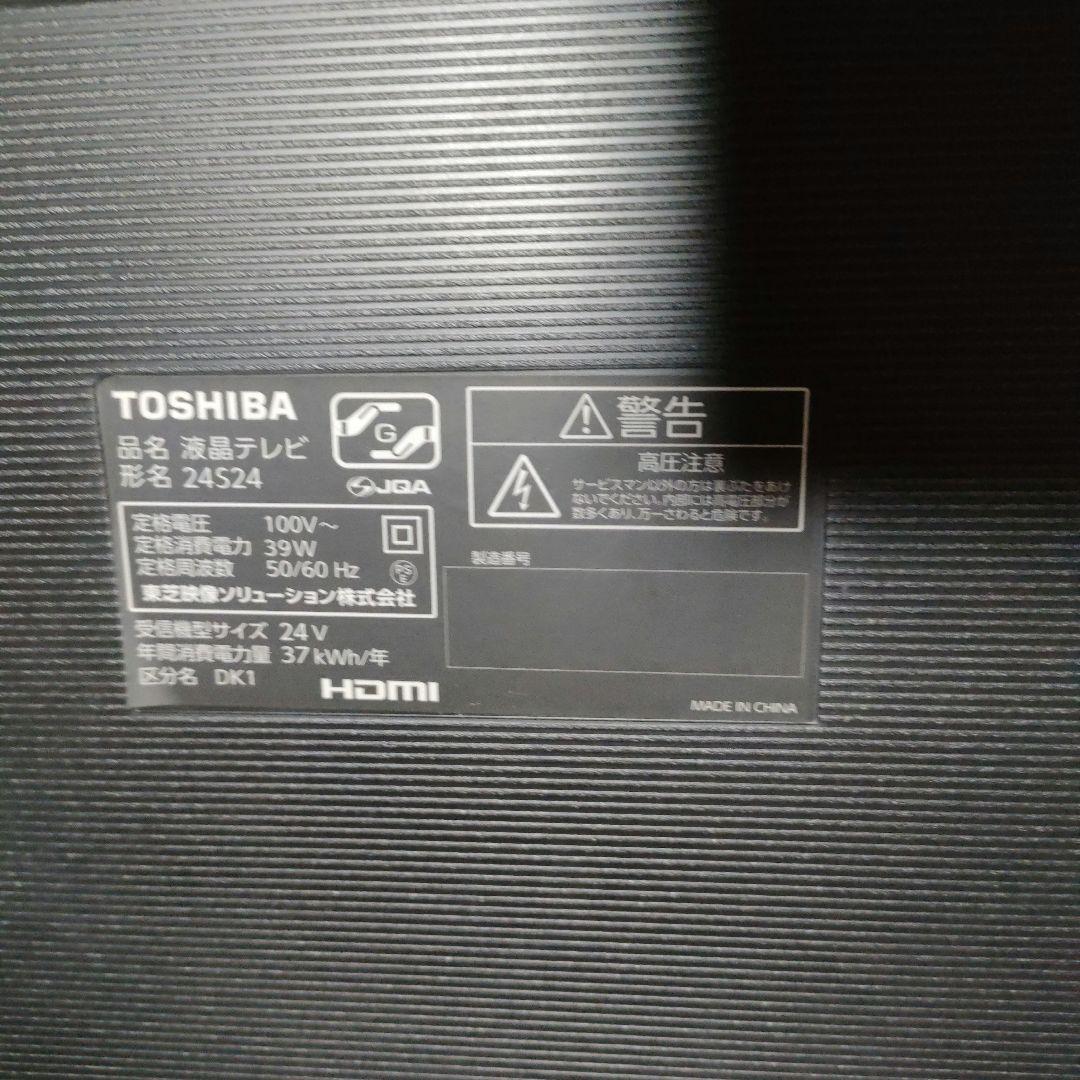 TOSHIBA
品名 液晶テレビ
形名 24S24
G
JQA
定格電圧 100V～
定格消費電力 39W
定格周波数 50/60 Hz
PS
E
東芝映像ソリューション株式会社
受信機型サイズ 24V
年間消費電力量 37kWh/年
区分名 DK1
HDMI
警告
高圧注意
サービスマン以外の方は裏ぶたをあけ
ないでください。内部には高電圧部分が
数多くあり、万一さわると危険です。
製造番号
MADE IN CHINA